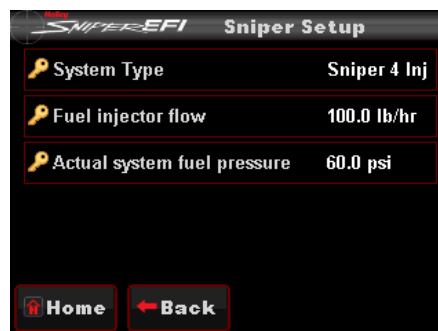 Holley
SNIPER EFI Sniper Setup
System Type Sniper 4 Inj
Fuel injector flow 100.0 lb/hr
Actual system fuel pressure 60.0 psi
Home Back